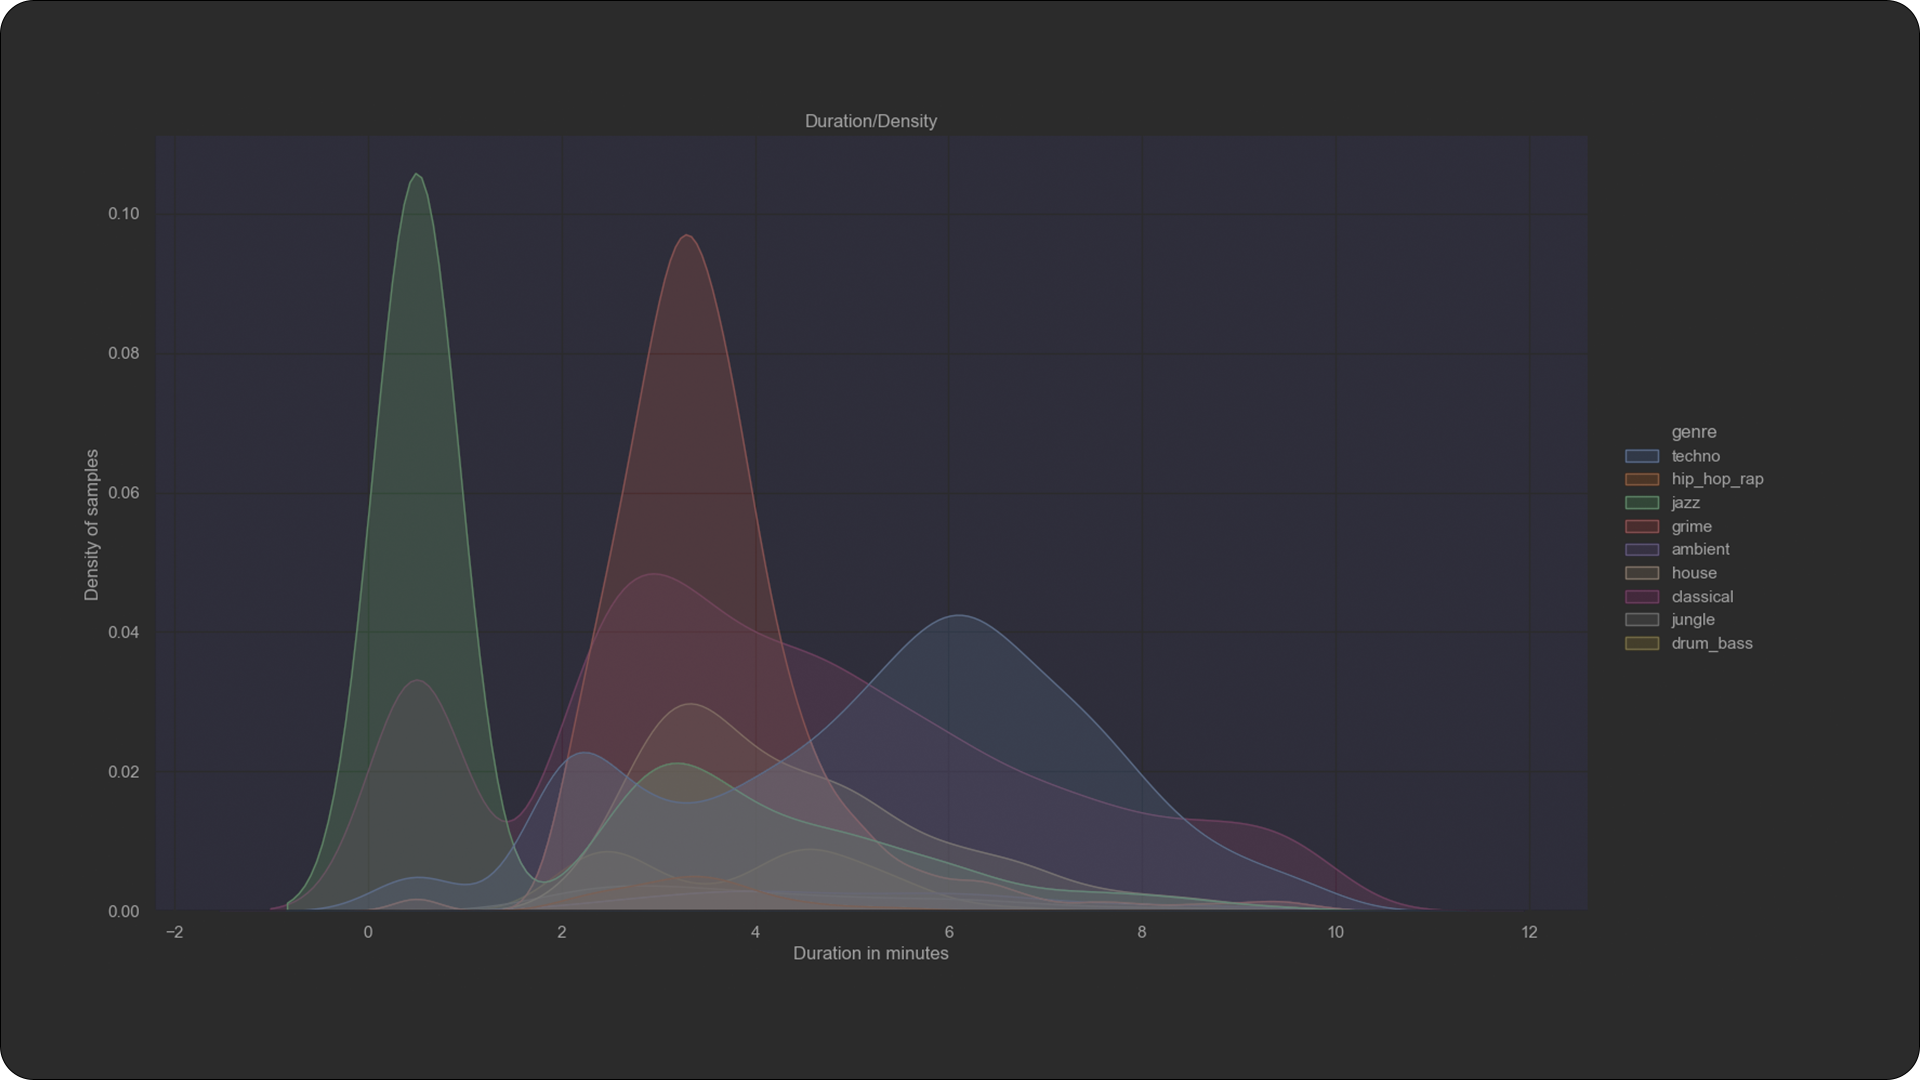 Duration/Density
Density of samples
0.10
0.08
0.06
0.04
0.02
0.00
−2 0 2 4 6 8 10 12
Duration in minutes
genre
techno
hip_hop_rap
jazz
grime
ambient
house
classical
jungle
drum_bass